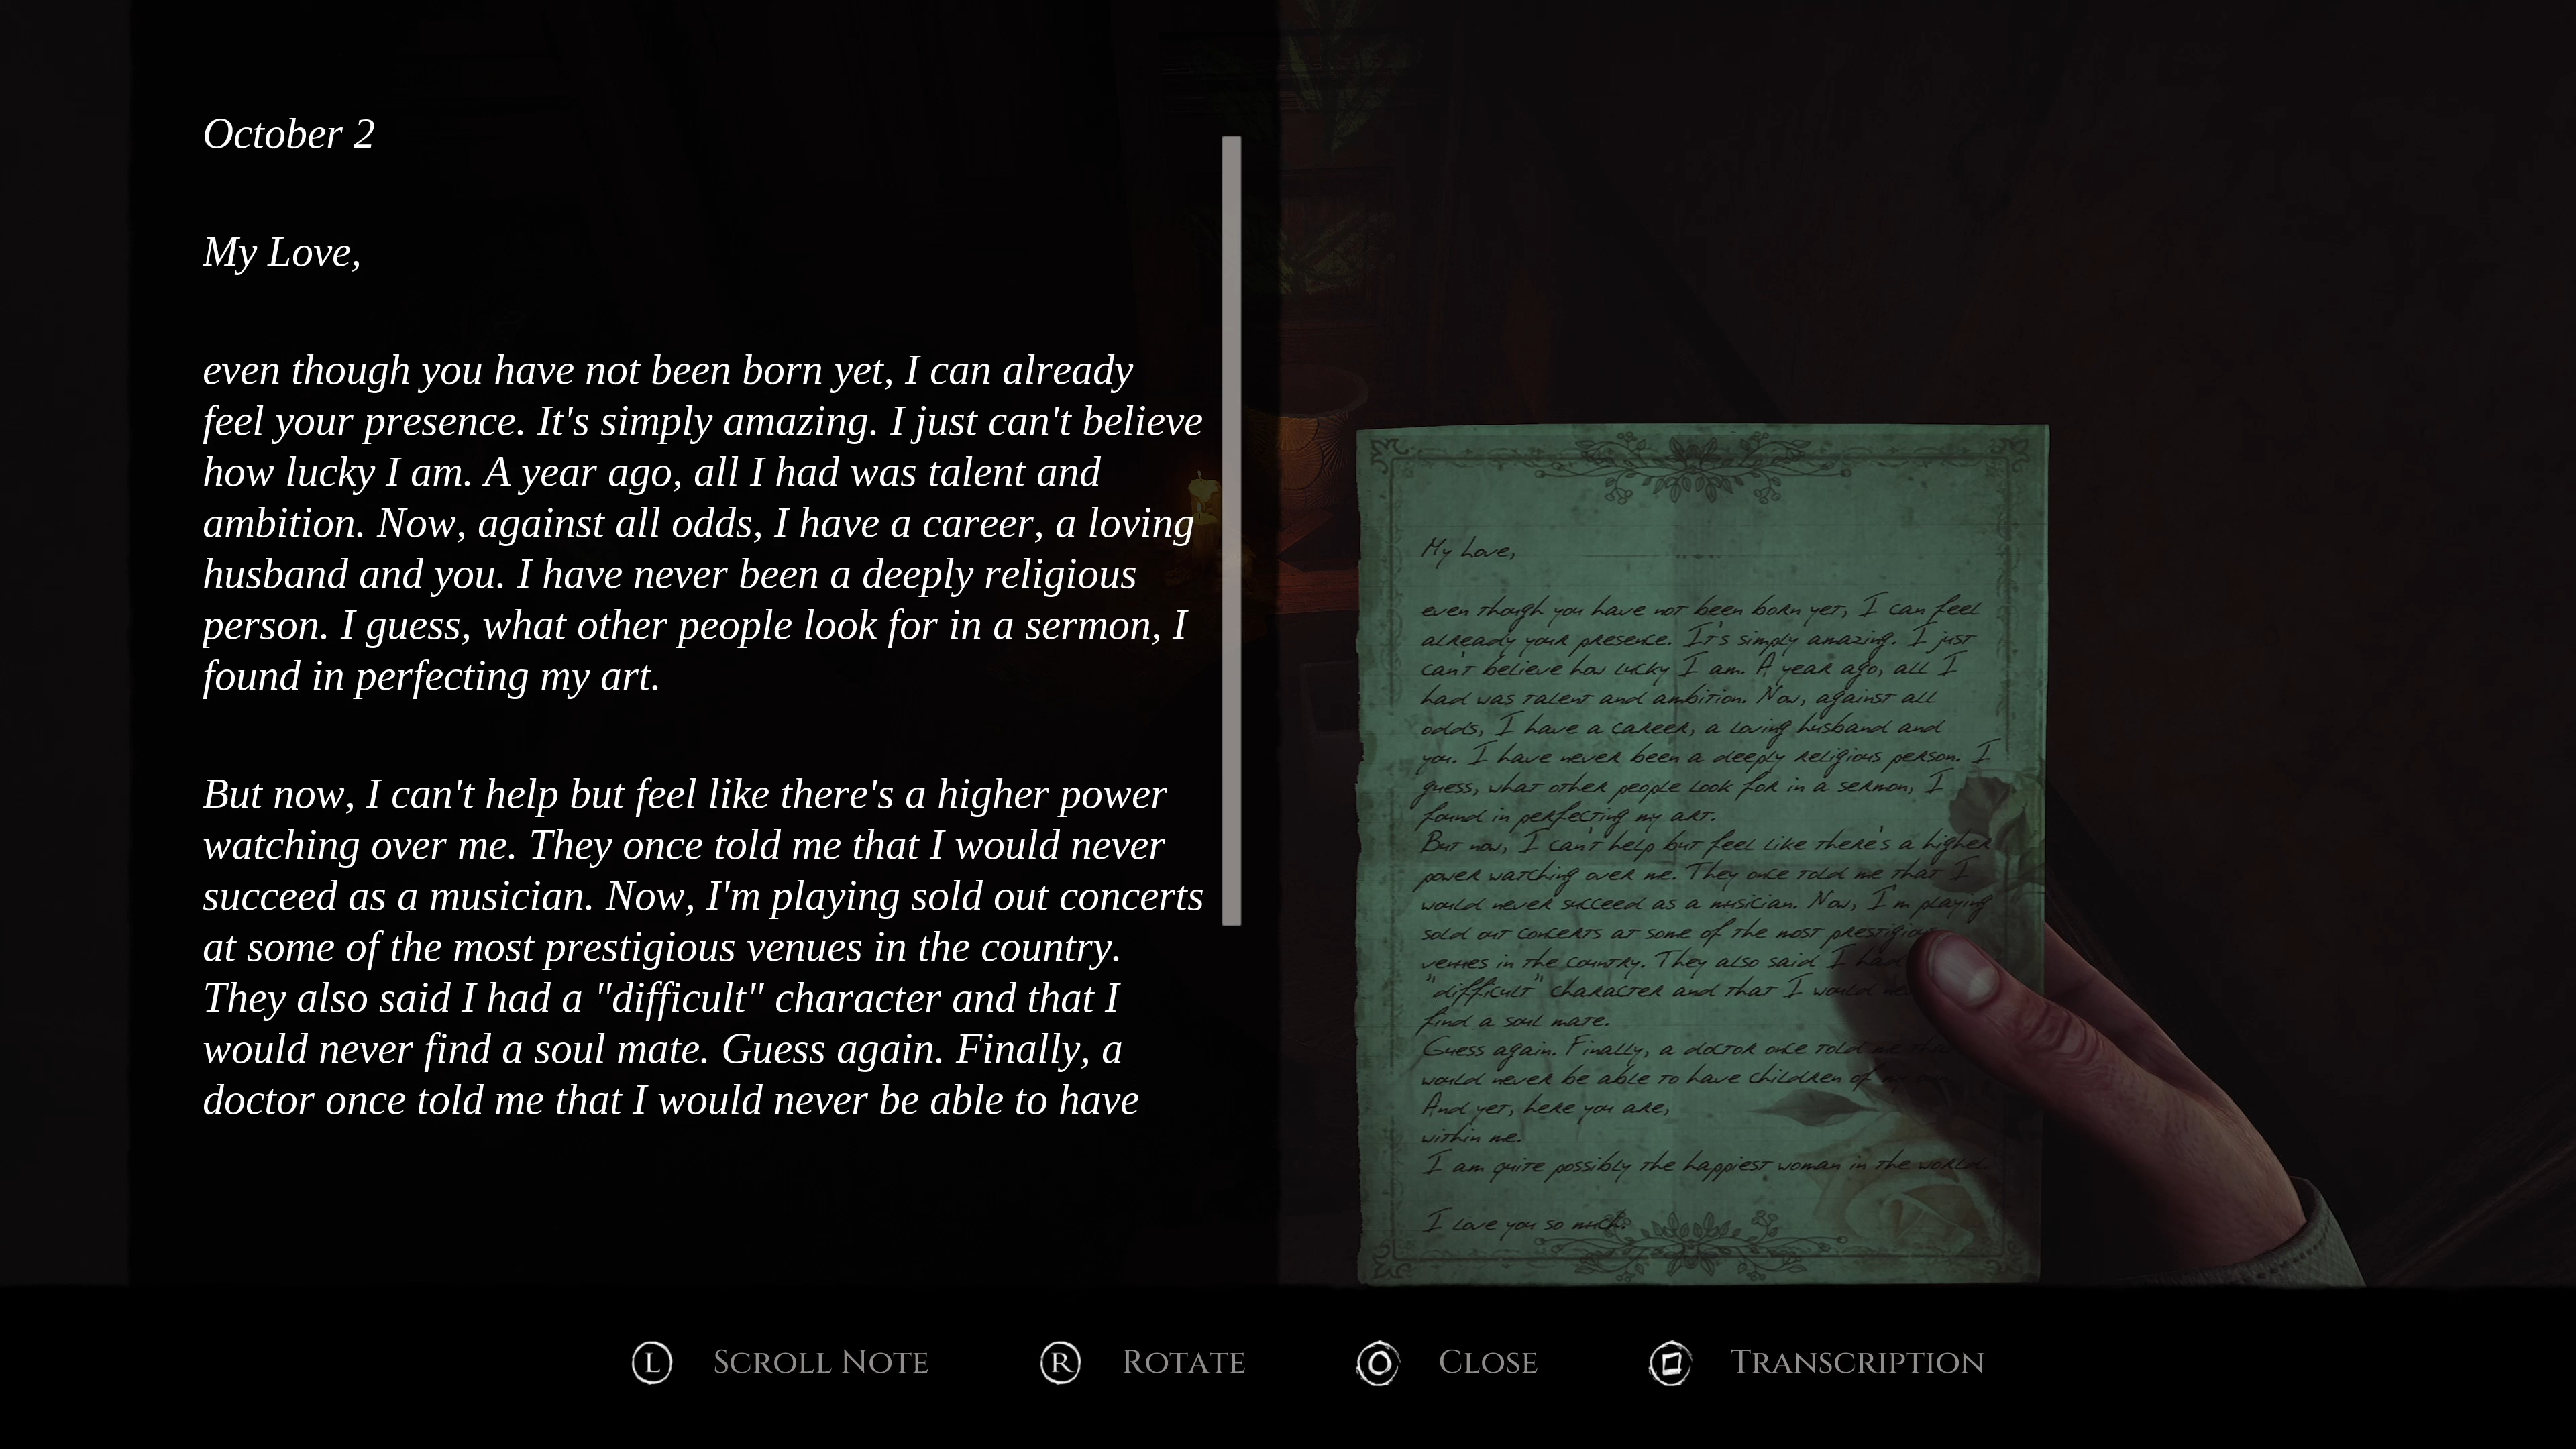 October 2
My Love,
even though you have not been born yet, I can already
feel your presence. It's simply amazing. I just can't believe
how lucky I am. A year ago, all I had was talent and
ambition. Now, against all odds, I have a career, a loving
husband and you. I have never been a deeply religious
person. I guess, what other people look for in a sermon, I
found in perfecting my art.
But now, I can't help but feel like there's a higher power
watching over me. They once told me that I would never
succeed as a musician. Now, I'm playing sold out concerts
at some of the most prestigious venues in the country.
They also said I had a "difficult" character and that I
would never find a soul mate. Guess again. Finally, a
doctor once told me that I would never be able to have
My Love,
even though you have not been born yet, I can feel
already your presence. It's simply amazing. I just
can't believe how lucky I am. A year ago, all I
had was talent and ambition. Now, against all
odds, I have a career, a loving husband and
you. I have never been a deeply religious person. I
guess, what other people look for in a sermon, I
found in perfecting my art.
But now, I can't help but feel like there's a higher
power watching over me. They once told me that I
would never succeed as a musician. Now, I'm playing
sold out concerts at some of the most
venues in the country. They also said I had
"difficult" character and that I would
find a soul mate.
Guess again. Finally, a doctor once told me
would never be able to have children of
And yet, here you are,
within me.
I am quite possibly the happiest woman in the world.
I love you so much.
L SCROLL NOTE R ROTATE CLOSE TRANSCRIPTION